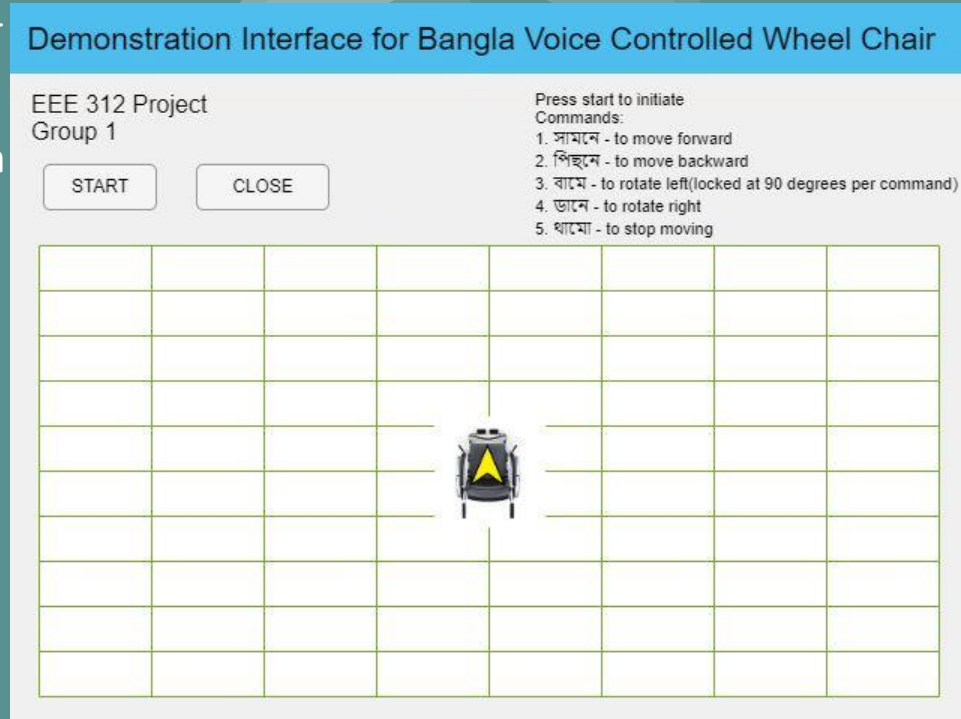 Demonstration Interface for Bangla Voice Controlled Wheel Chair
EEE 312 Project
Group 1
START
CLOSE
Press start to initiate
Commands:
1. সামনে - to move forward
2. পিছনে - to move backward
3. বামে - to rotate left(locked at 90 degrees per command)
4. ডানে - to rotate right
5. থামো - to stop moving